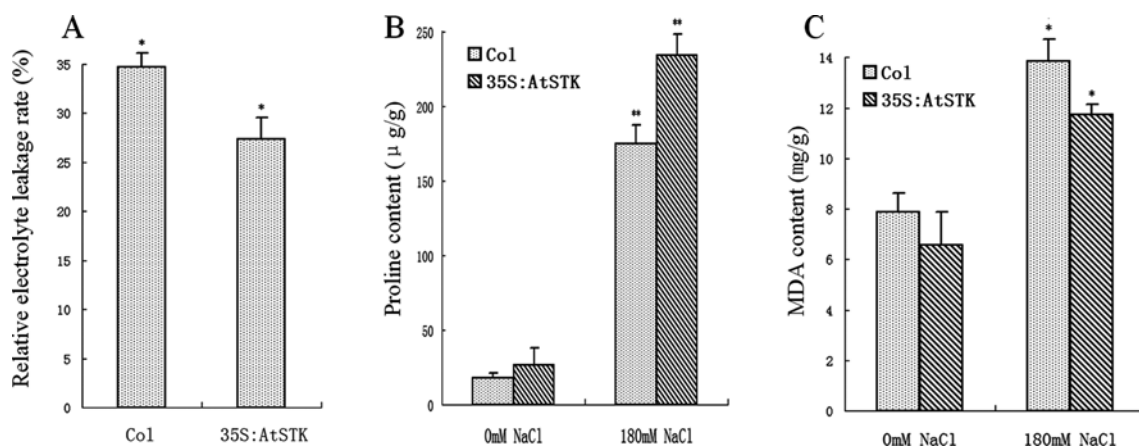 A
Relative electrolyte leakage rate (%)
40
35
30
25
20
15
10
5
0
*
*
Col
35S:AtSTK
B
Proline content ( μ g/g)
250
200
150
100
50
0
Col
35S:AtSTK
**
**
0mM NaCl
180mM NaCl
C
MDA content (mg/g)
14
12
10
8
6
4
2
0
Col
35S:AtSTK
*
*
0mM NaCl
180mM NaCl